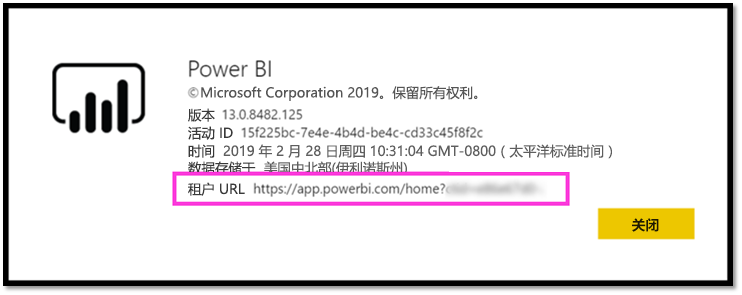 Power BI
©Microsoft Corporation 2019。保留所有权利。
版本 13.0.8482.125
活动 ID 15f225bc-7e4e-4b4d-be4c-cd33c45f8f2c
时间 2019 年 2 月 28 日周四 10:31:04 GMT-0800（太平洋标准时间）
数据存储于 美国中北部(伊利诺斯州)
租户 URL https://app.powerbi.com/home?
关闭